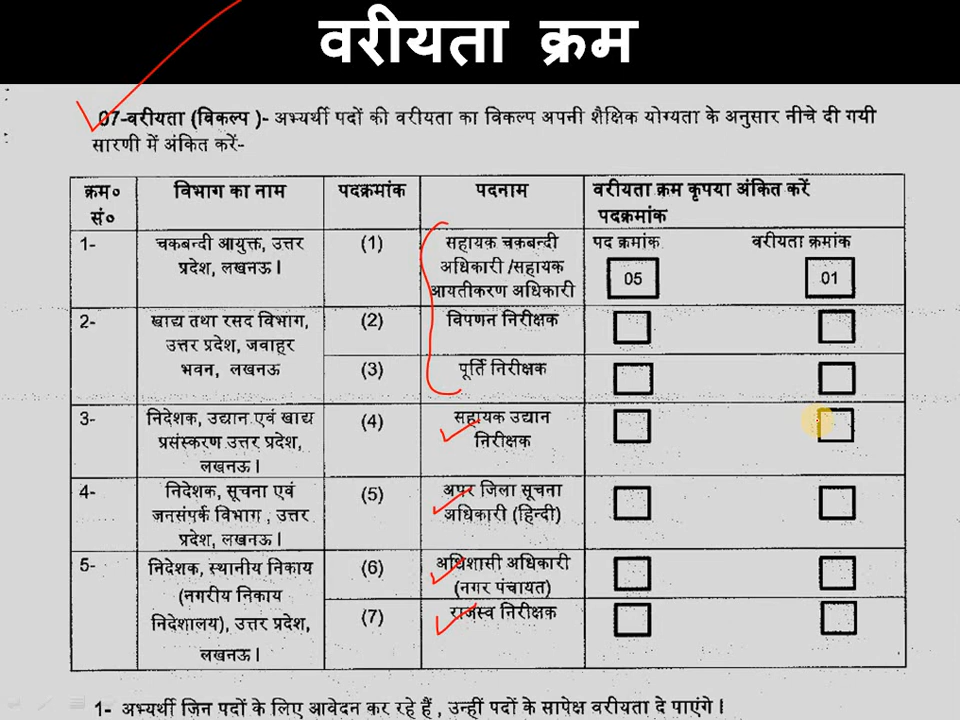 वरीयता क्रम
07-वरीयता (विकल्प )- अभ्यर्थी पदों की वरीयता का विकल्प अपनी शैक्षिक योग्यता के अनुसार नीचे दी गयी
सारणी में अंकित करें-
क्रम० सं० विभाग का नाम पदक्रमांक पदनाम वरीयता क्रम कृपया अंकित करें
पदक्रमांक
1- चकबन्दी आयुक्त, उत्तर (1) सहायक चकबन्दी पद क्रमांक वरीयता क्रमांक
प्रदेश, लखनऊ। अधिकारी /सहायक 05 01
आयतीकरण अधिकारी
2- खाद्य तथा रसद विभाग, (2) विपणन निरीक्षक
उत्तर प्रदेश, जवाहर
भवन, लखनऊ (3) पूर्ति निरीक्षक
3- निदेशक, उद्यान एवं खाद्य (4) सहायक उद्यान
प्रसंस्करण उत्तर प्रदेश, निरीक्षक
लखनऊ।
4- निदेशक, सूचना एवं (5) अपर जिला सूचना
जनसंपर्क विभाग , उत्तर अधिकारी (हिन्दी)
प्रदेश, लखनऊ।
5- निदेशक, स्थानीय निकाय (6) अधिशासी अधिकारी
(नगरीय निकाय (नगर पंचायत)
निदेशालय), उत्तर प्रदेश, (7) राजस्व निरीक्षक
लखनऊ।
1- अभ्यर्थी जिन पदों के लिए आवेदन कर रहे हैं , उन्हीं पदों के सापेक्ष वरीयता दे पाएंगे।